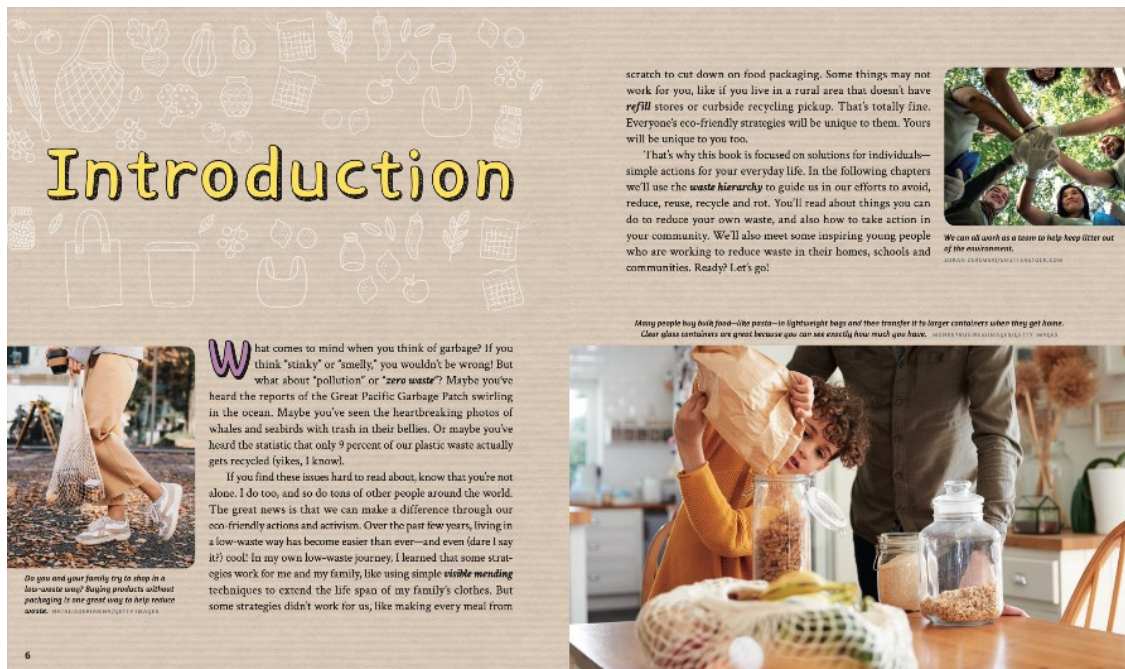 Introduction
What comes to mind when you think of garbage? If you
think “stinky” or “smelly,” you wouldn’t be wrong! But
what about “pollution” or “zero waste”? Maybe you’ve
heard the reports of the Great Pacific Garbage Patch swirling
in the ocean. Maybe you’ve seen the heartbreaking photos of
whales and seabirds with trash in their bellies. Or maybe you’ve
heard the statistic that only 9 percent of our plastic waste actually
gets recycled (yikes, I know).
If you find these issues hard to read about, know that you’re not
alone. I do too, and so do tons of other people around the world.
The great news is that we can make a difference through our
eco-friendly actions and activism. Over the past few years, living in
a low-waste way has become easier than ever—and even (dare I say
it?) cool! In my own low-waste journey, I learned that some strat-
egies work for me and my family, like using simple visible mending
techniques to extend the life span of my family’s clothes. But
some strategies didn’t work for us, like making every meal from
Do you and your family try to shop in a
low-waste way? Buying products without
packaging is one great way to help reduce
waste.
6
scratch to cut down on food packaging. Some things may not
work for you, like if you live in a rural area that doesn’t have
refill stores or curbside recycling pickup. That’s totally fine.
Everyone’s eco-friendly strategies will be unique to them. Yours
will be unique to you too.
That’s why this book is focused on solutions for individuals—
simple actions for your everyday life. In the following chapters
we’ll use the waste hierarchy to guide us in our efforts to avoid,
reduce, reuse, recycle and rot. You’ll read about things you can
do to reduce your own waste, and also how to take action in
your community. We’ll also meet some inspiring young people
who are working to reduce waste in their homes, schools and
communities. Ready? Let’s go!
We can all work as a team to help keep litter out
of the environment.
ZORAN ZEREMSKI/SHUTTERSTOCK.COM
Many people buy bulk food—like pasta—in lightweight bags and then transfer it to larger containers when they get home.
Clear glass containers are great because you can see exactly how much you have. MONKEYBUSINESSIMAGES/GETTY IMAGES